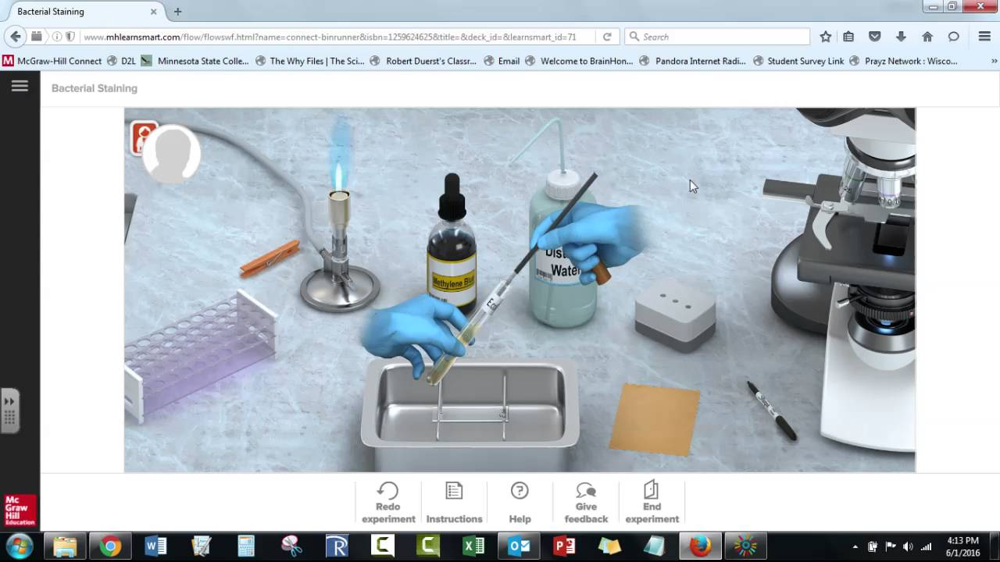 Bacterial Staining
www.mhlearnsmart.com/flow/flowswf.html?name=connect-binrunner&isbn=1259624625&title=&deck_id=&learnsmart_id=71
Search
McGraw-Hill Connect
D2L
Minnesota State Colle...
The Why Files | The Sci...
Robert Duerst's Classr...
Email
Welcome to BrainHon...
Pandora Internet Radi...
Student Survey Link
Prayz Network : Wisco...
Bacterial Staining
Methylene Blu
Dist
Water
Redo
experiment
Instructions
Help
Give
feedback
End
experiment
Mc
Graw
Hill
Education
4:13 PM
6/1/2016